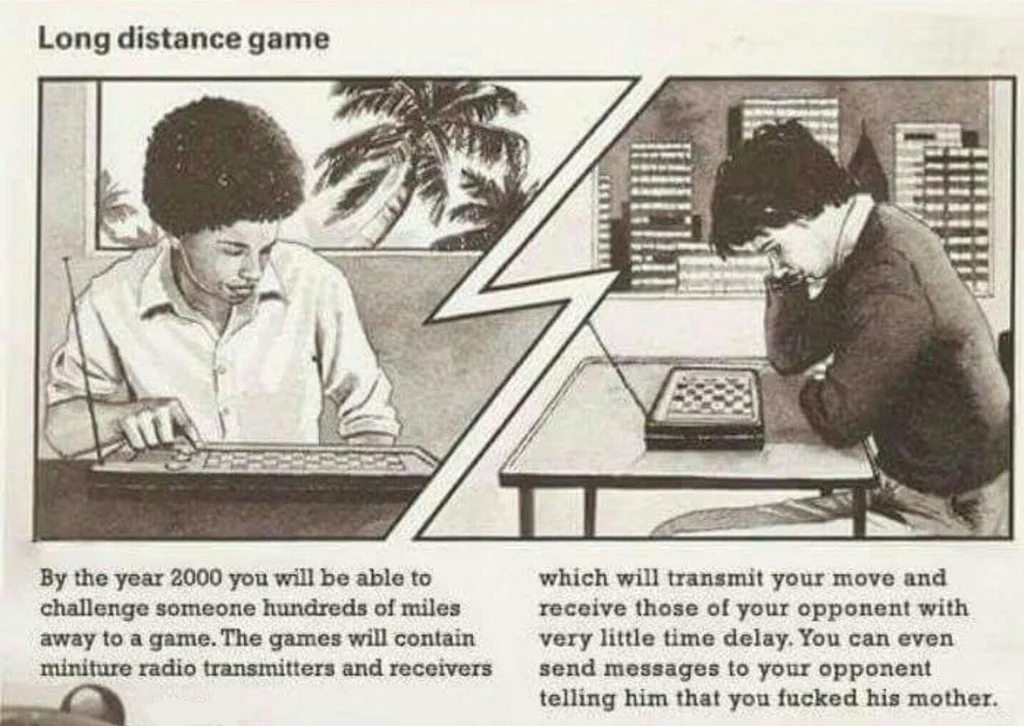 Long distance game
By the year 2000 you will be able to
challenge someone hundreds of miles
away to a game. The games will contain
miniture radio transmitters and receivers
which will transmit your move and
receive those of your opponent with
very little time delay. You can even
send messages to your opponent
telling him that you fucked his mother.